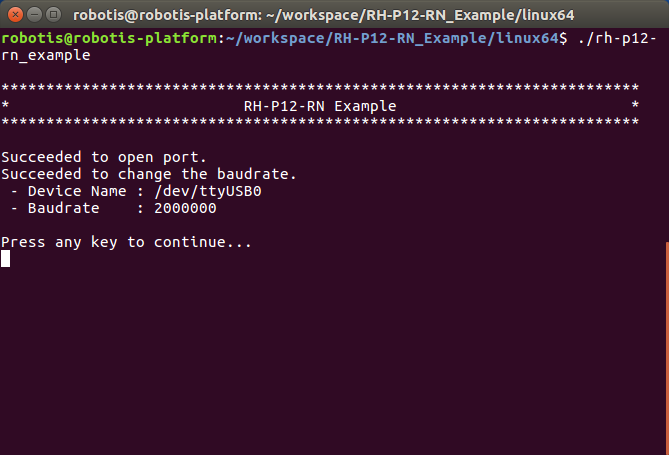 robotis@robotis-platform: ~/workspace/RH-P12-RN_Example/linux64
robotis@robotis-platform:~/workspace/RH-P12-RN_Example/linux64$ ./rh-p12-
rn_example

***********************************************************************
*                          RH-P12-RN Example                          *
***********************************************************************

Succeeded to open port.
Succeeded to change the baudrate.
 - Device Name : /dev/ttyUSB0
 - Baudrate    : 2000000

Press any key to continue...